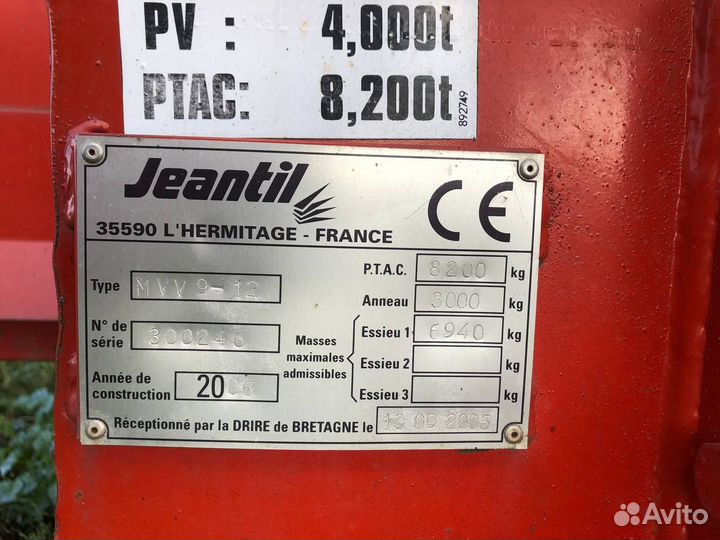 PV : 4,000t
PTAC: 8,200t
892749
Jeantil
CE
35590 L'HERMITAGE - FRANCE
Type MVV 9-13
N° de série 300246
Année de construction 2006
Masses maximales admissibles
P.T.A.C. 8200 kg
Anneau 3000 kg
Essieu 1 6940 kg
Essieu 2 kg
Essieu 3 kg
Réceptionné par la DRIRE de BRETAGNE le 13 09 2005
Avito